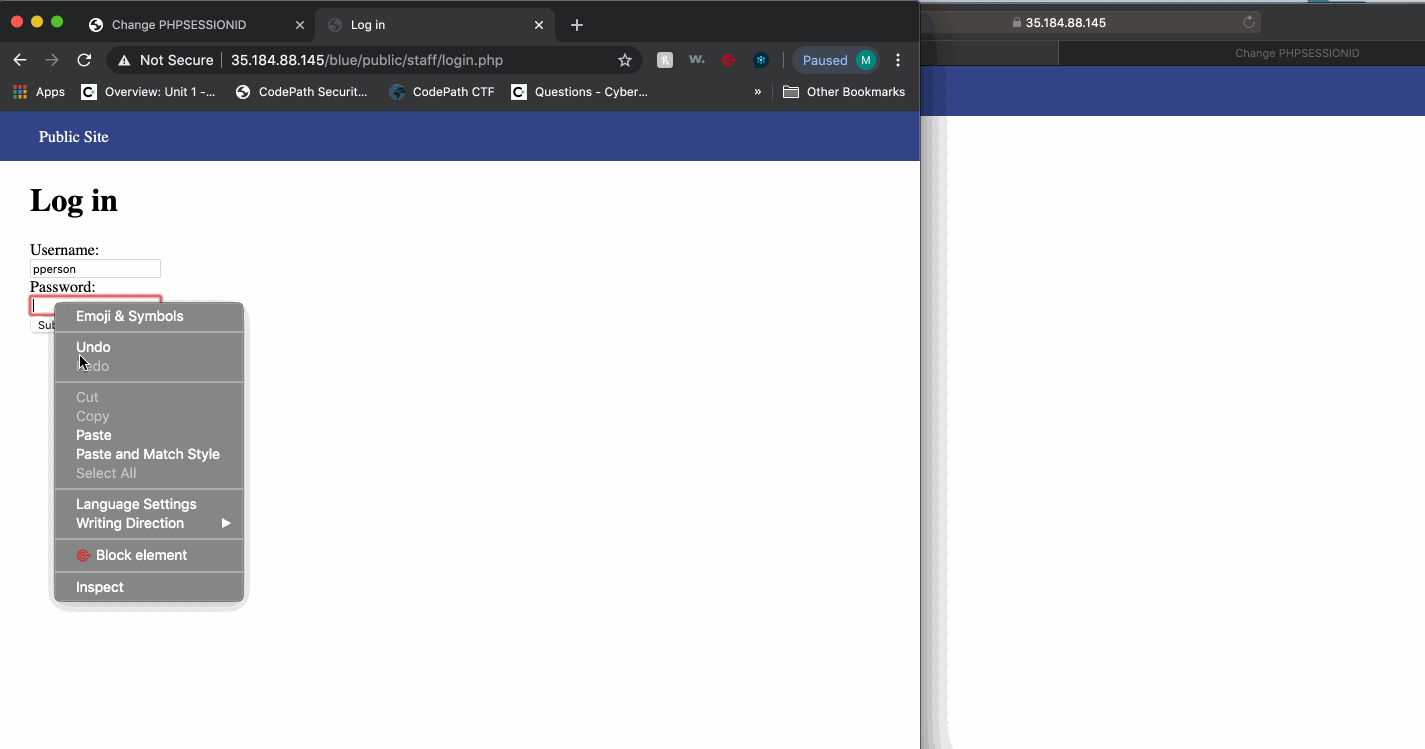 Change PHPSESSIONID
Log in
Not Secure
35.184.88.145/blue/public/staff/login.php
Paused
M
Apps
Overview: Unit 1 -...
CodePath Securit...
CodePath CTF
Questions - Cyber...
»
Other Bookmarks
Public Site
Log in
Username:
pperson
Password:
Emoji & Symbols
Undo
Cut
Copy
Paste
Paste and Match Style
Select All
Language Settings
Writing Direction
Block element
Inspect
35.184.88.145
Change PHPSESSIONID